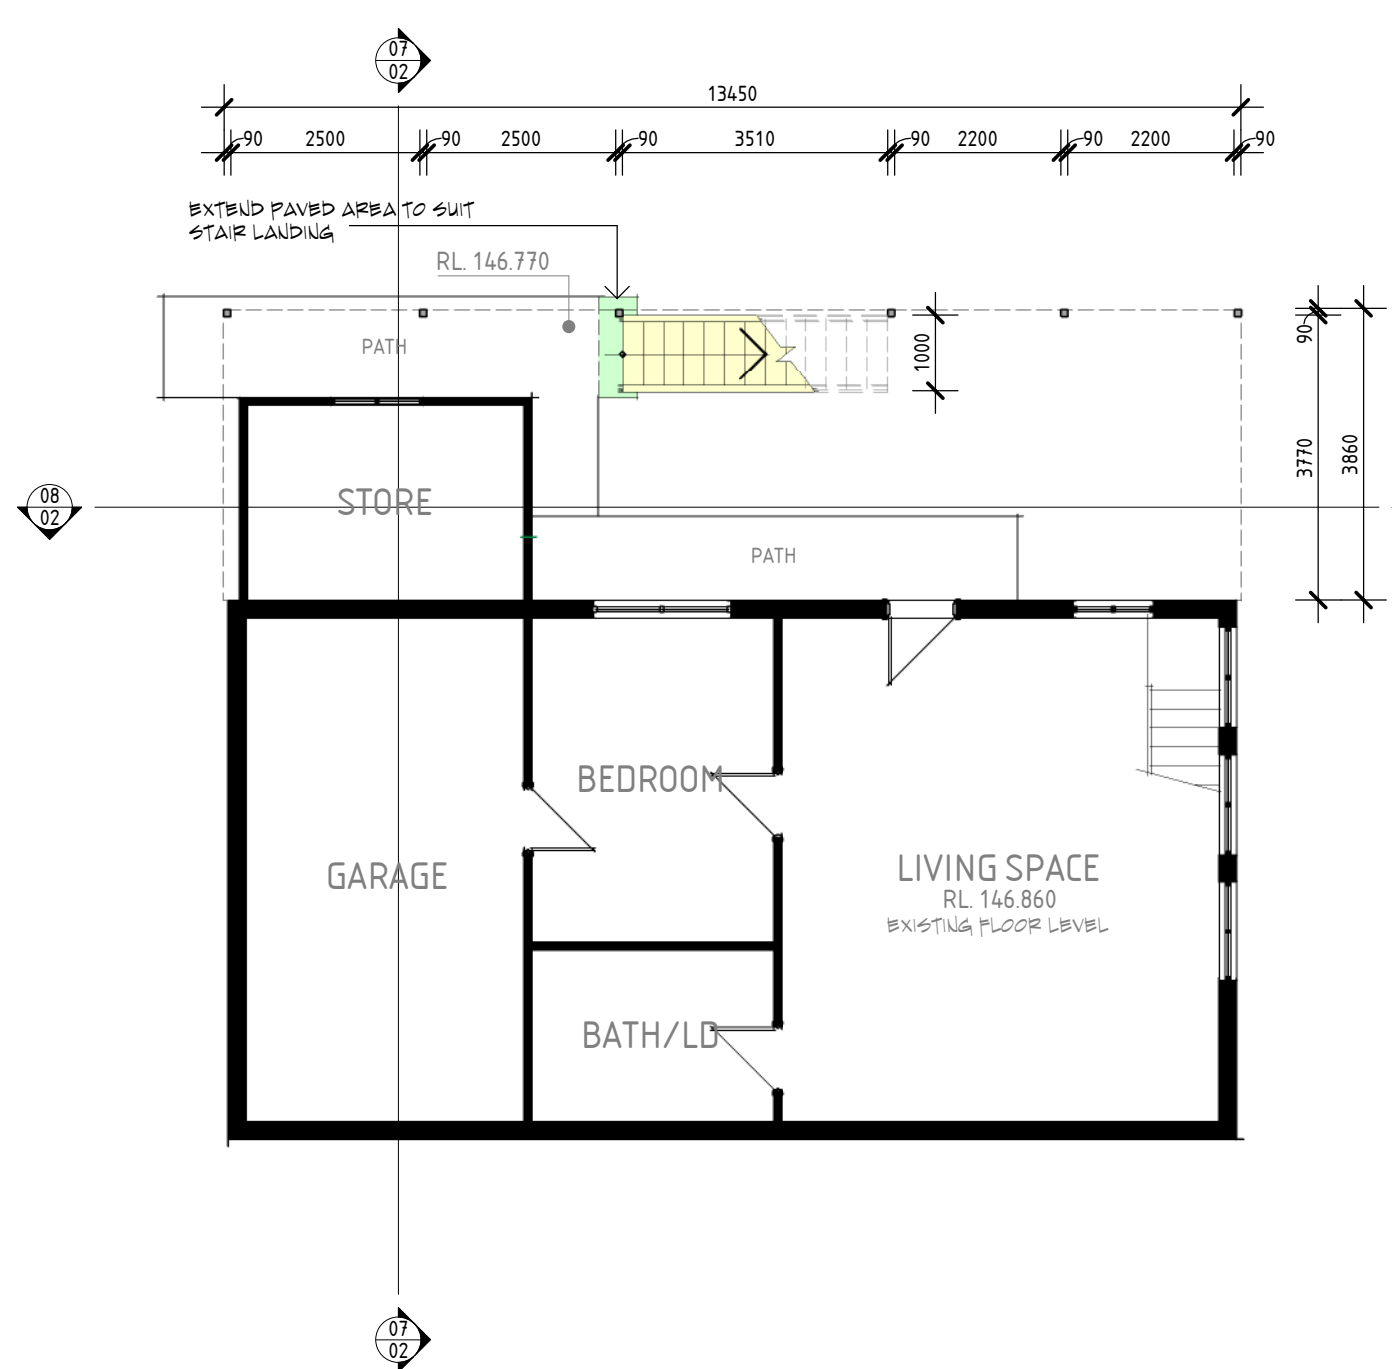 07
02
13450
90 2500 90 2500 90 3510 90 2200 90 2200 90
EXTEND PAVED AREA TO SUIT
STAIR LANDING
RL. 146.770
PATH
1000
90
3770
3860
STORE
08
02
PATH
BEDROOM
GARAGE
LIVING SPACE
RL. 146.860
EXISTING FLOOR LEVEL
BATH/LD
07
02